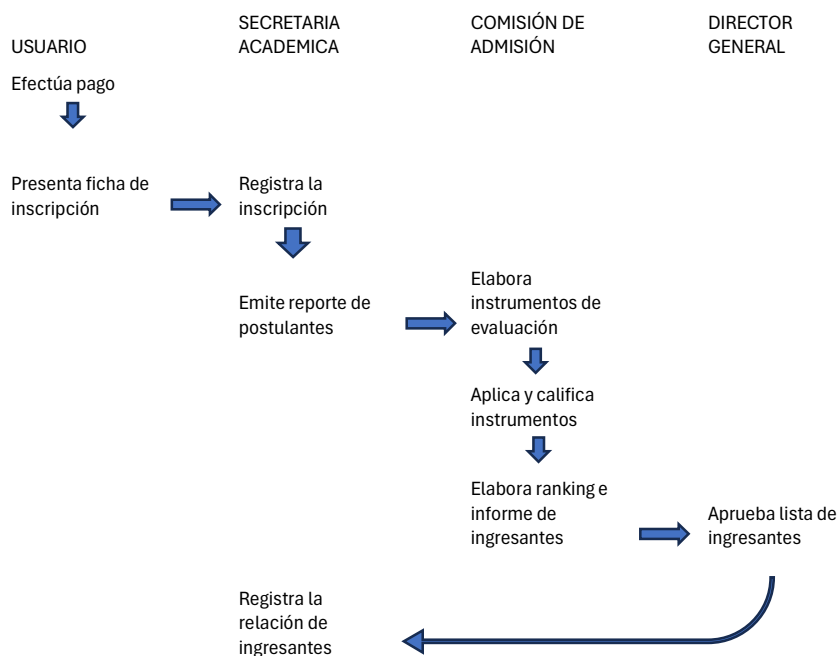 USUARIO
SECRETARIA
ACADEMICA
COMISIÓN DE
ADMISIÓN
DIRECTOR
GENERAL
Efectúa pago
Presenta ficha de
inscripción
Registra la
inscripción
Emite reporte de
postulantes
Elabora
instrumentos de
evaluación
Aplica y califica
instrumentos
Elabora ranking e
informe de
ingresantes
Aprueba lista de
ingresantes
Registra la
relación de
ingresantes